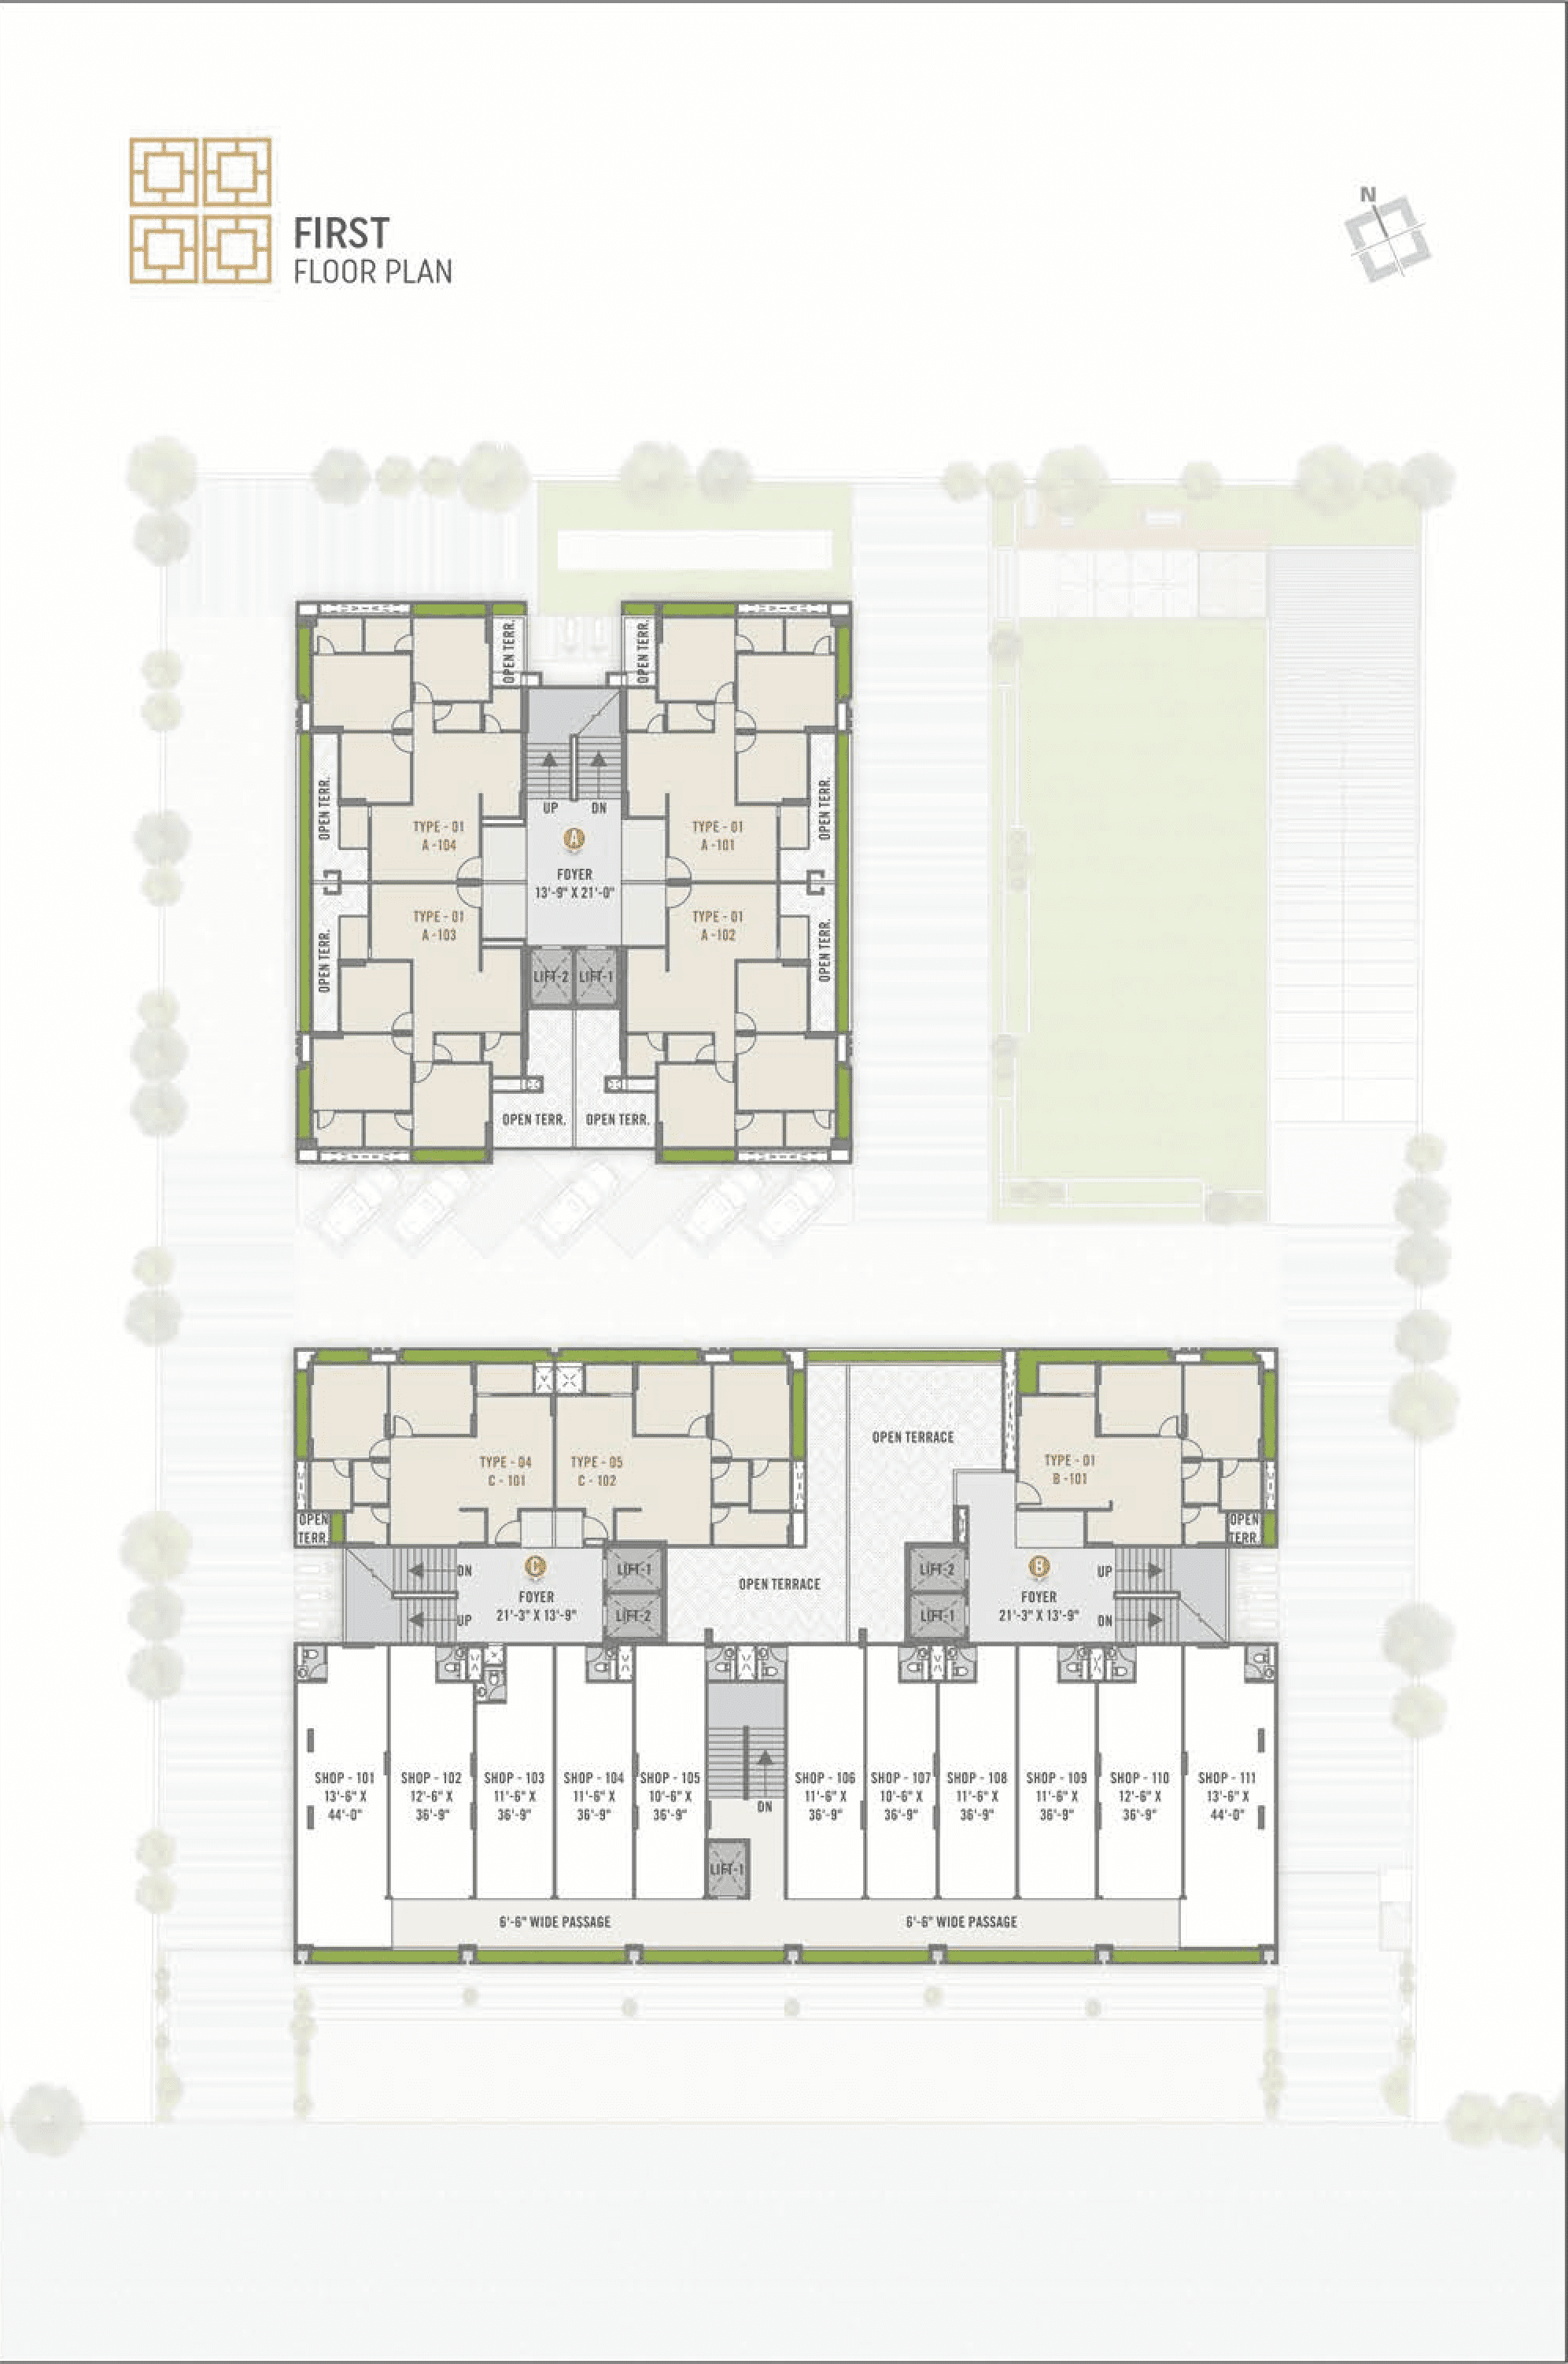 FIRST
FLOOR PLAN
N
OPEN TERR.
OPEN TERR.
OPEN TERR.
OPEN TERR.
UP
DN
TYPE - 01
A -104
A
TYPE - 01
A -101
FOYER
13'-9" X 21'-0"
TYPE - 01
A -103
TYPE - 01
A -102
OPEN TERR.
OPEN TERR.
LIFT-2
LIFT-1
OPEN TERR.
OPEN TERR.
OPEN TERRACE
TYPE - 04
C - 101
TYPE - 05
C - 102
TYPE - 01
B -101
OPEN
TERR.
OPEN
TERR.
DN
UP
C
FOYER
21'-3" X 13'-9"
LIFT-1
LIFT-2
OPEN TERRACE
LIFT-2
LIFT-1
B
FOYER
21'-3" X 13'-9"
UP
DN
SHOP - 101
13'-6" X
44'-0"
SHOP - 102
12'-6" X
36'-9"
SHOP - 103
11'-6" X
36'-9"
SHOP - 104
11'-6" X
36'-9"
SHOP - 105
10'-6" X
36'-9"
DN
LIFT-1
SHOP - 106
11'-6" X
36'-9"
SHOP - 107
10'-6" X
36'-9"
SHOP - 108
11'-6" X
36'-9"
SHOP - 109
11'-6" X
36'-9"
SHOP - 110
12'-6" X
36'-9"
SHOP - 111
13'-6" X
44'-0"
6'-6" WIDE PASSAGE
6'-6" WIDE PASSAGE